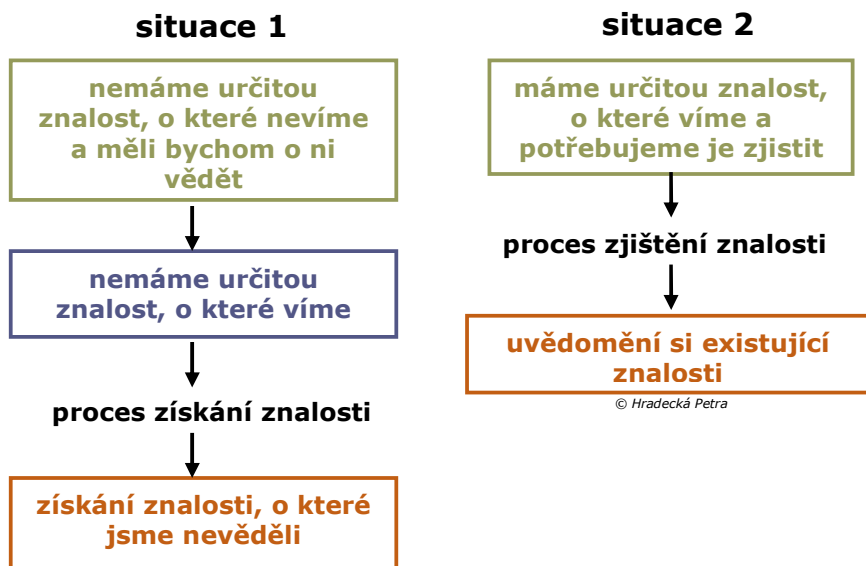 situace 1
nemáme určitou
znalost, o které nevíme
a měli bychom o ni
vědět
nemáme určitou
znalost, o které víme
proces získání znalosti
získání znalosti, o které
jsme nevěděli
situace 2
máme určitou znalost,
o které víme a
potřebujeme je zjistit
proces zjištění znalosti
uvědomění si existující
znalosti
© Hradecká Petra